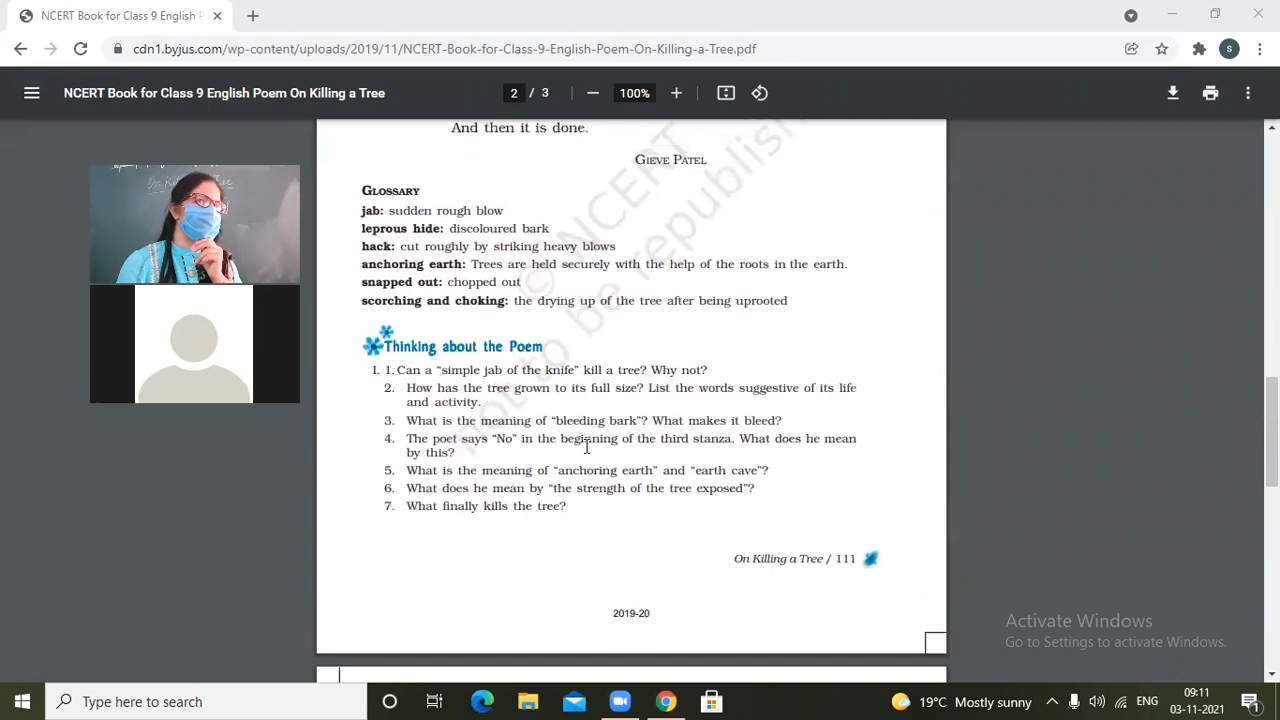 NCERT Book for Class 9 English P
cdn1.byjus.com/wp-content/uploads/2019/11/NCERT-Book-for-Class-9-English-Poem-On-Killing-a-Tree.pdf
S
NCERT Book for Class 9 English Poem On Killing a Tree
2 / 3
100%
And then it is done.
GIEVE PATEL
GLOSSARY
jab: sudden rough blow
leprous hide: discoloured bark
hack: cut roughly by striking heavy blows
anchoring earth: Trees are held securely with the help of the roots in the earth.
snapped out: chopped out
scorching and choking: the drying up of the tree after being uprooted
Thinking about the Poem
I. 1. Can a “simple jab of the knife” kill a tree? Why not?
2. How has the tree grown to its full size? List the words suggestive of its life
and activity.
3. What is the meaning of “bleeding bark”? What makes it bleed?
4. The poet says “No” in the beginning of the third stanza. What does he mean
by this?
5. What is the meaning of “anchoring earth” and “earth cave”?
6. What does he mean by “the strength of the tree exposed”?
7. What finally kills the tree?
On Killing a Tree / 111
2019-20
© NCERT
not to be republish
Activate Windows
Go to Settings to activate Windows.
Type here to search
19°C Mostly sunny
ENG
09:11
03-11-2021
1